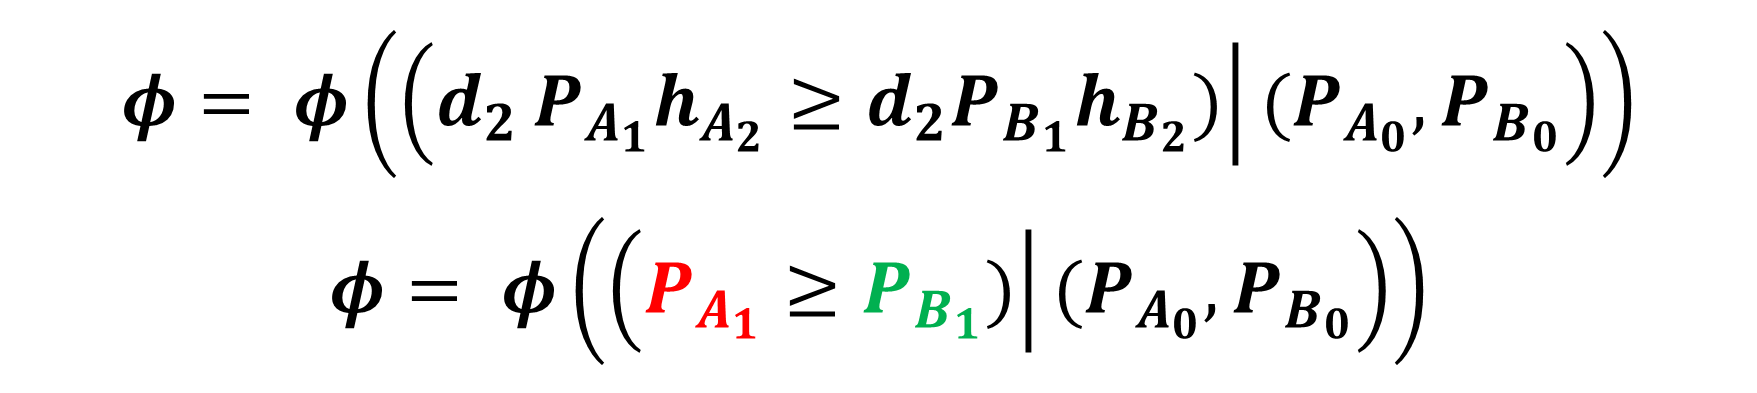 ϕ = ϕ((d₂ P_{A₁}h_{A₂} ≥ d₂P_{B₁}h_{B₂})|(P_{A₀}, P_{B₀}))
ϕ = ϕ((P_{A₁} ≥ P_{B₁})|(P_{A₀}, P_{B₀}))